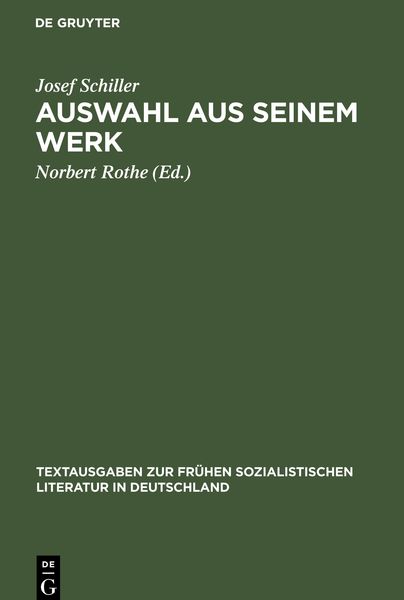 DE GRUYTER
Josef Schiller
AUSWAHL AUS SEINEM
WERK
Norbert Rothe (Ed.)
TEXTAUSGABEN ZUR FRÜHEN SOZIALISTISCHEN
LITERATUR IN DEUTSCHLAND
DE
G